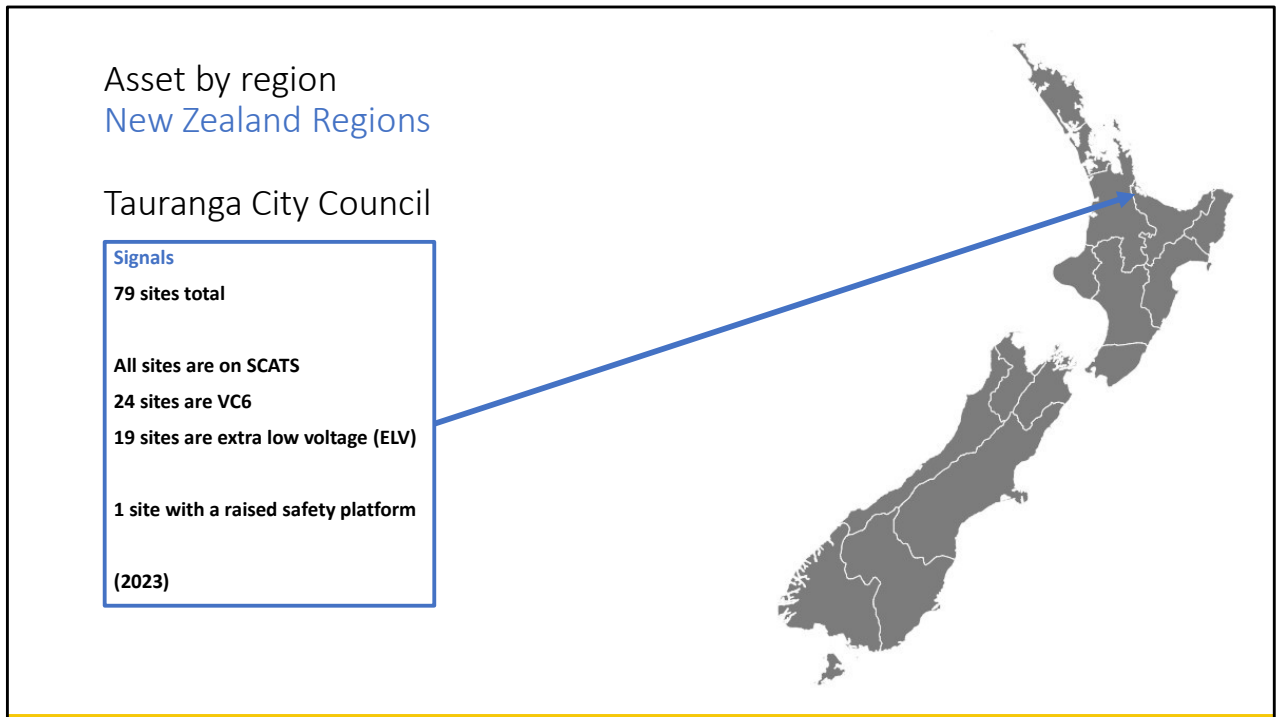 Asset by region
New Zealand Regions
Tauranga City Council
Signals
79 sites total
All sites are on SCATS
24 sites are VC6
19 sites are extra low voltage (ELV)
1 site with a raised safety platform
(2023)